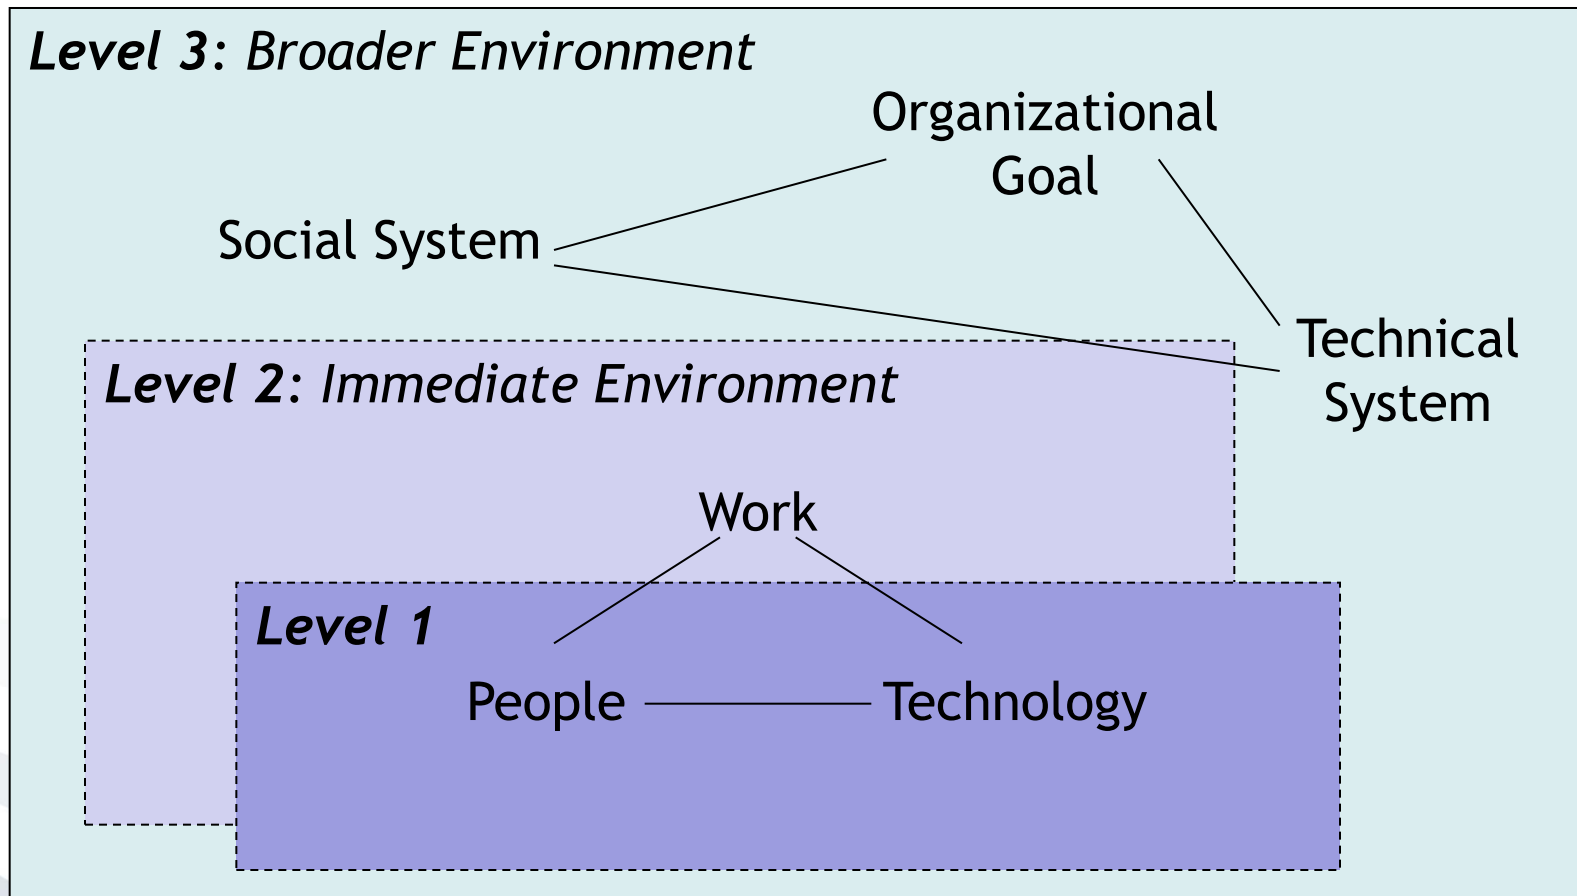 Level 3: Broader Environment
Organizational
Goal
Social System
Technical
System
Level 2: Immediate Environment
Work
Level 1
People
Technology